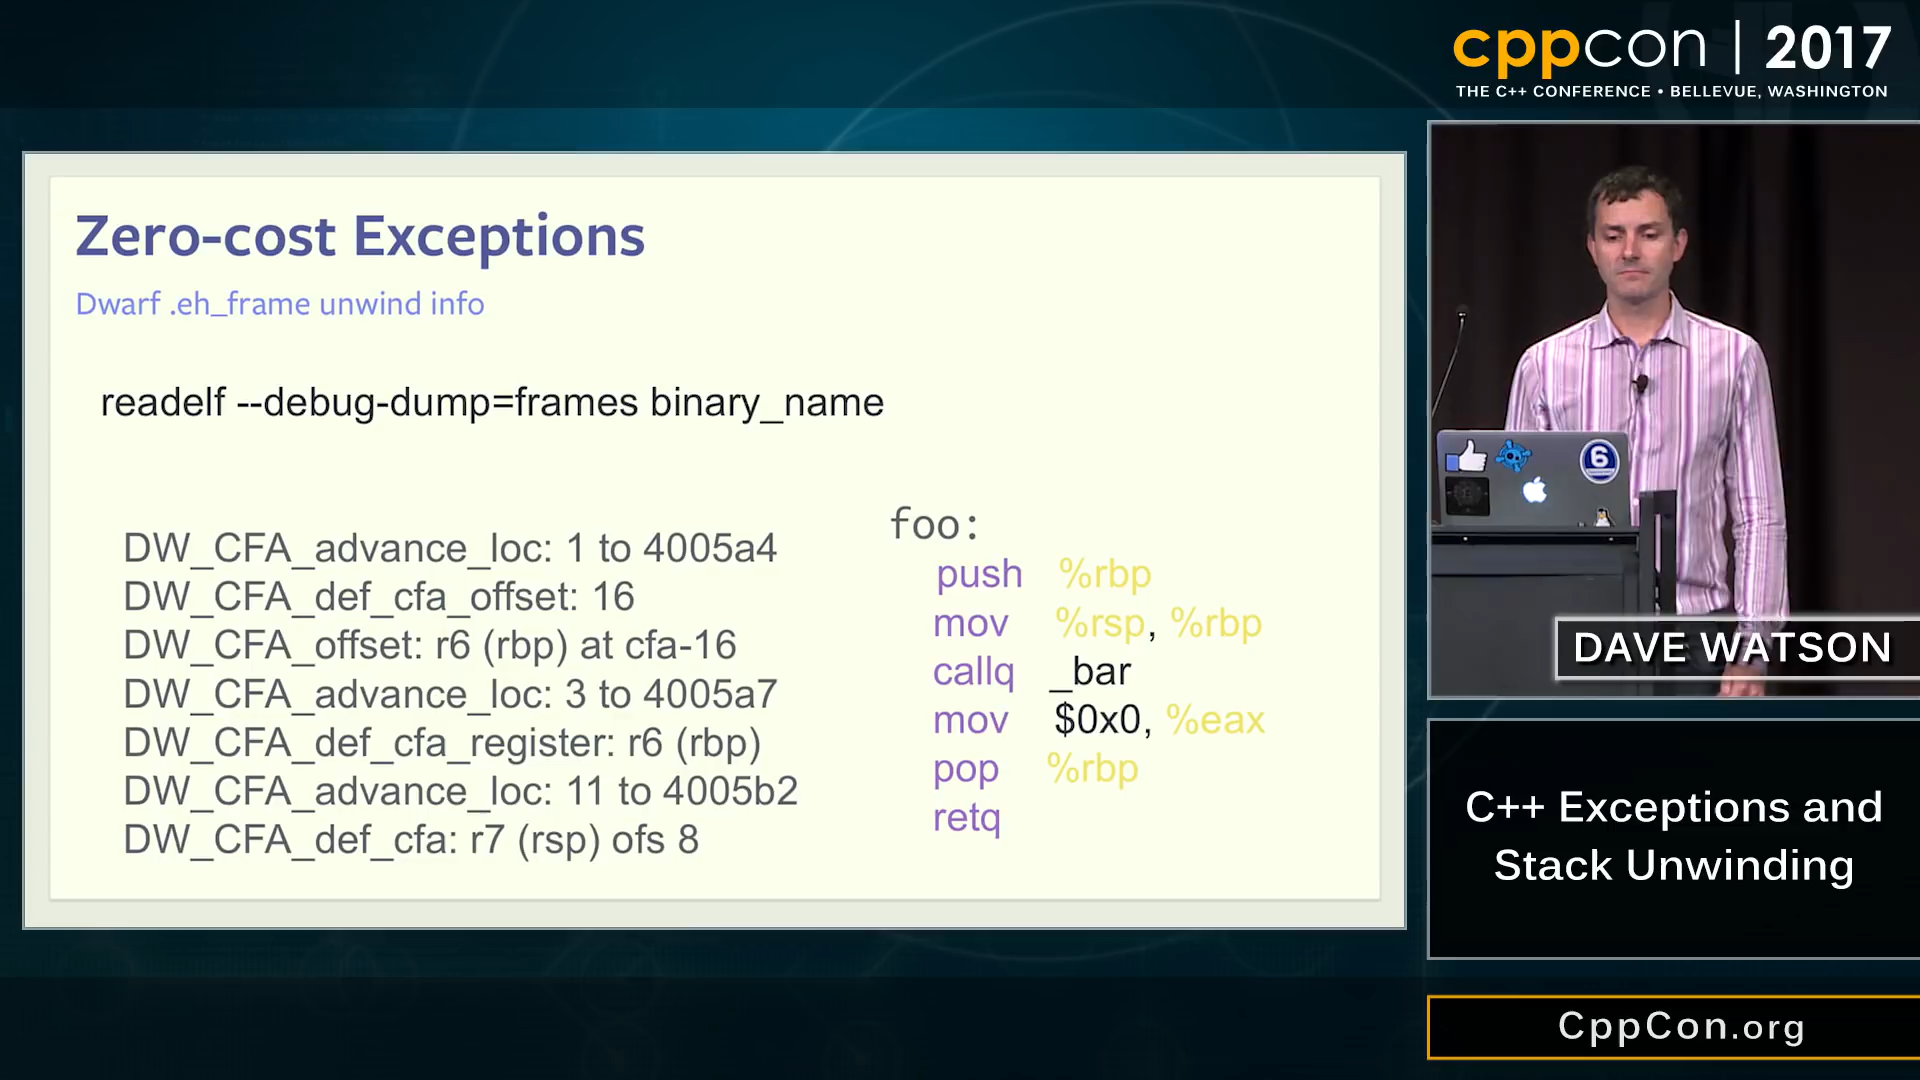 cppcon | 2017
THE C++ CONFERENCE • BELLEVUE, WASHINGTON
Zero-cost Exceptions
Dwarf .eh_frame unwind info
readelf --debug-dump=frames binary_name
DW_CFA_advance_loc: 1 to 4005a4
DW_CFA_def_cfa_offset: 16
DW_CFA_offset: r6 (rbp) at cfa-16
DW_CFA_advance_loc: 3 to 4005a7
DW_CFA_def_cfa_register: r6 (rbp)
DW_CFA_advance_loc: 11 to 4005b2
DW_CFA_def_cfa: r7 (rsp) ofs 8
foo:
push %rbp
mov %rsp, %rbp
callq _bar
mov $0x0, %eax
pop %rbp
retq
6
DAVE WATSON
C++ Exceptions and
Stack Unwinding
CppCon.org